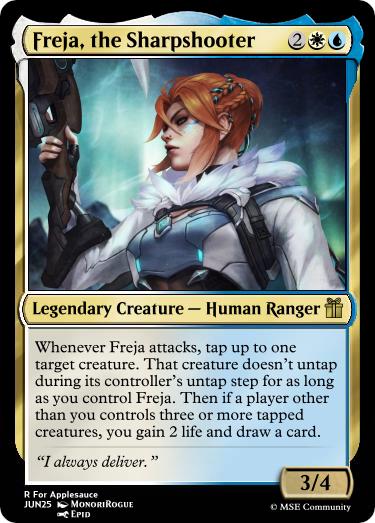 Freja, the Sharpshooter 2
Legendary Creature — Human Ranger
Whenever Freja attacks, tap up to one
target creature. That creature doesn't untap
during its controller's untap step for as long
as you control Freja. Then if a player other
than you controls three or more tapped
creatures, you gain 2 life and draw a card.
“I always deliver.”
3/4
R For Applesauce
JUN25 MonoriRogue
Epid
© MSE Community